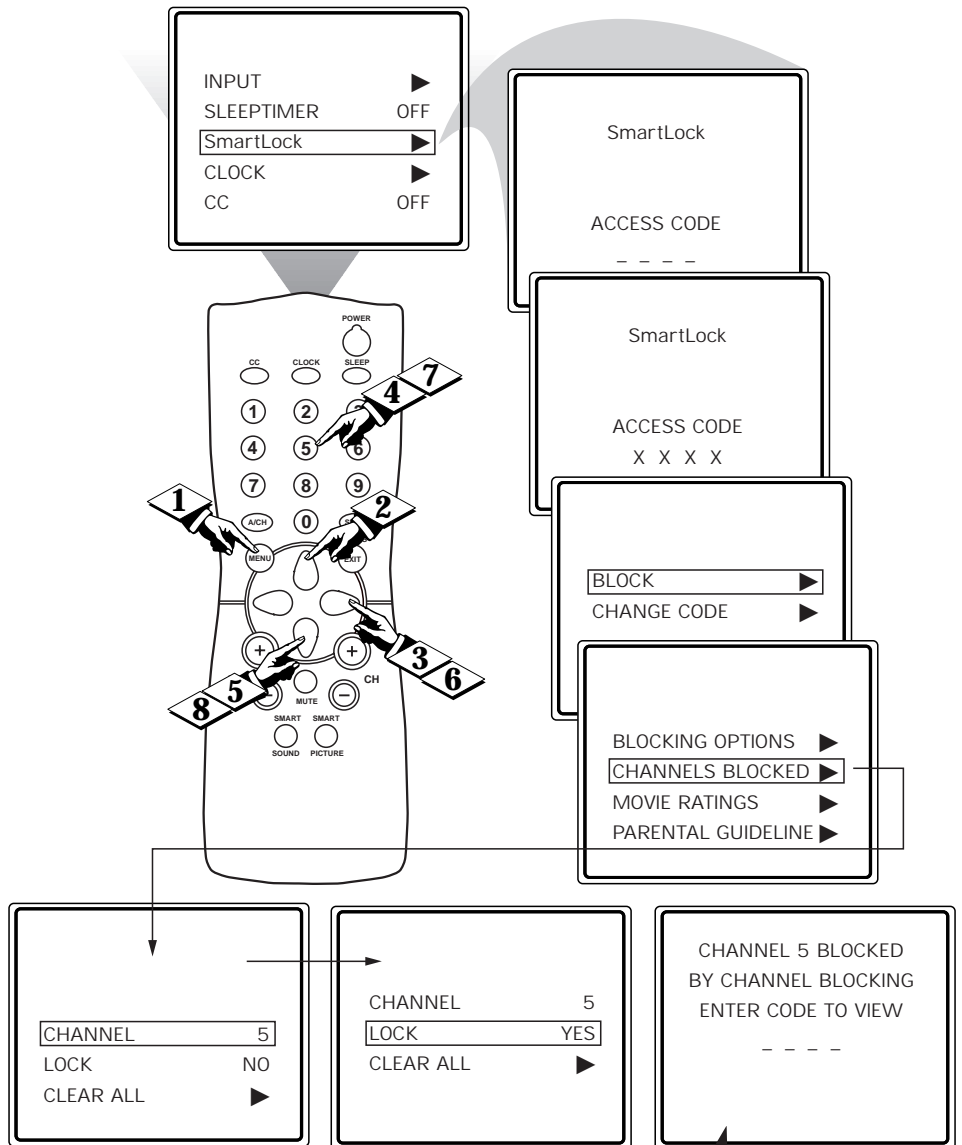 INPUT ▶
SLEEPTIMER OFF
SmartLock ▶
CLOCK ▶
CC OFF
SmartLock
ACCESS CODE
_ _ _ _
SmartLock
ACCESS CODE
X X X X
BLOCK ▶
CHANGE CODE ▶
BLOCKING OPTIONS ▶
CHANNELS BLOCKED ▶
MOVIE RATINGS ▶
PARENTAL GUIDELINE ▶
POWER
CC CLOCK SLEEP
1 2
4 7
4 5 6
7 8 9
1
2
A/CH 0
MENU EXIT
+ +
3
6
5
8
MUTE − CH
SMART SMART
SOUND PICTURE
CHANNEL 5
LOCK NO
CLEAR ALL ▶
CHANNEL 5
LOCK YES
CLEAR ALL ▶
CHANNEL 5 BLOCKED
BY CHANNEL BLOCKING
ENTER CODE TO VIEW
_ _ _ _